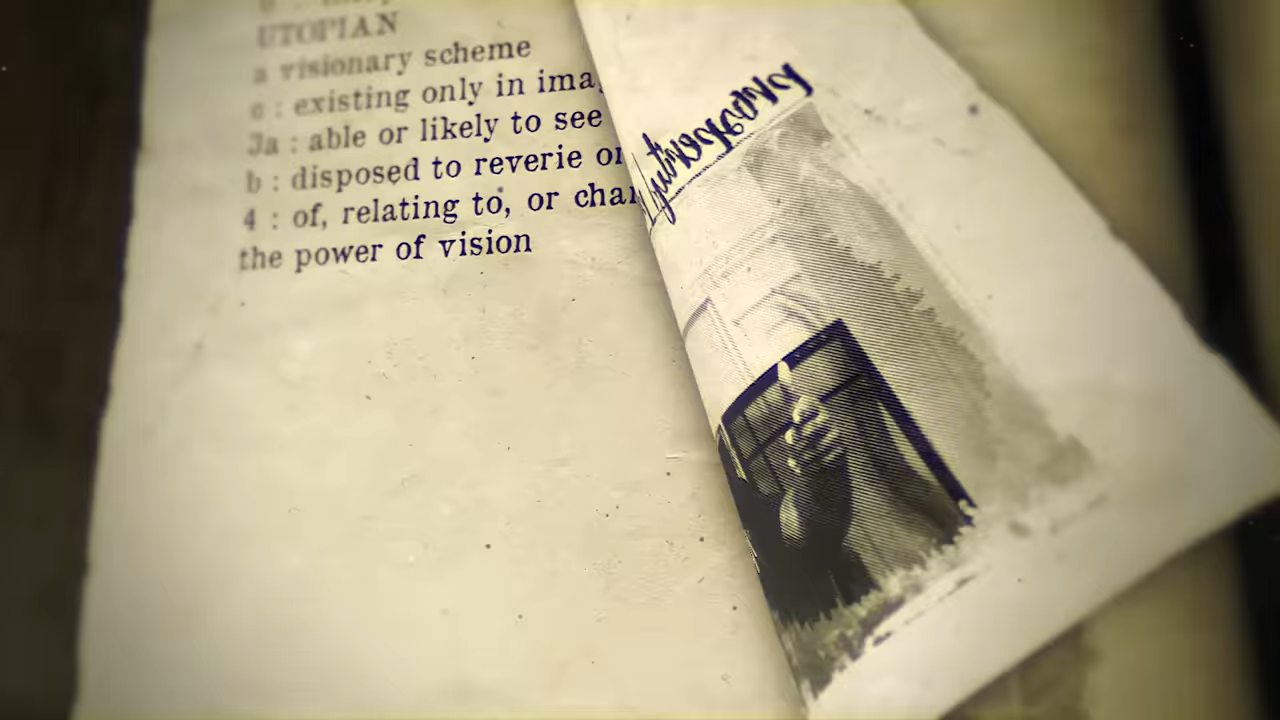 UTOPIAN
a visionary scheme
c : existing only in ima
3a : able or likely to see
b : disposed to reverie or
4 : of, relating to, or char
the power of vision